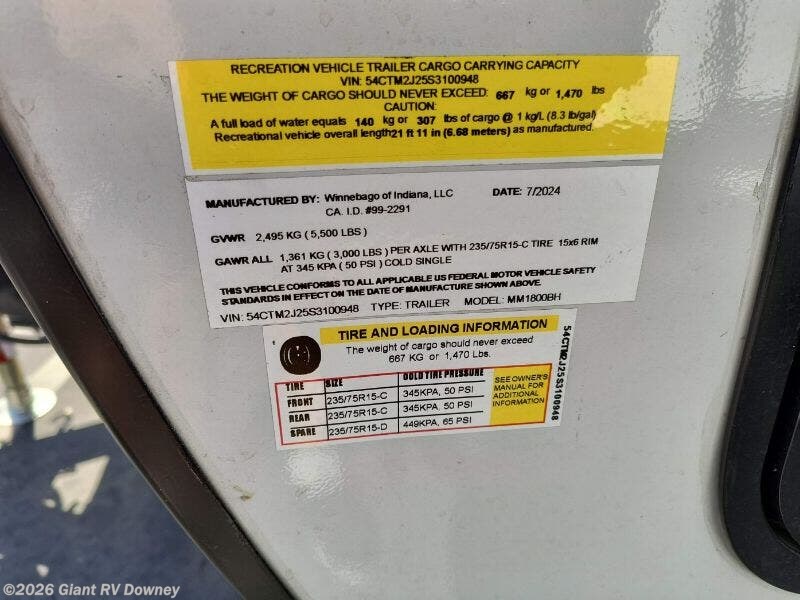 RECREATION VEHICLE TRAILER CARGO CARRYING CAPACITY
VIN: 54CTM2J25S3100948
THE WEIGHT OF CARGO SHOULD NEVER EXCEED: 667 kg or 1,470 lbs
CAUTION:
A full load of water equals 140 kg or 307 lbs of cargo @ 1 kg/L (8.3 lb/gal)
Recreational vehicle overall length21 ft 11 in (6.68 meters) as manufactured.
MANUFACTURED BY: Winnebago of Indiana, LLC DATE: 7/2024
CA. I.D. #99-2291
GVWR 2,495 KG ( 5,500 LBS )
GAWR ALL 1,361 KG ( 3,000 LBS ) PER AXLE WITH 235/75R15-C TIRE 15x6 RIM
AT 345 KPA ( 50 PSI ) COLD SINGLE
THIS VEHICLE CONFORMS TO ALL APPLICABLE US FEDERAL MOTOR VEHICLE SAFETY
STANDARDS IN EFFECT ON THE DATE OF MANUFACTURE SHOWN ABOVE.
VIN: 54CTM2J25S3100948 TYPE: TRAILER MODEL: MM1800BH
TIRE AND LOADING INFORMATION
The weight of cargo should never exceed
667 KG or 1,470 Lbs.
TIRE SIZE COLD TIRE PRESSURE
FRONT 235/75R15-C 345KPA, 50 PSI
REAR 235/75R15-C 345KPA, 50 PSI
SPARE 235/75R15-D 449KPA, 65 PSI
SEE OWNER'S
MANUAL FOR
ADDITIONAL
INFORMATION
54CTM2J25S3100948
©2026 Giant RV Downey